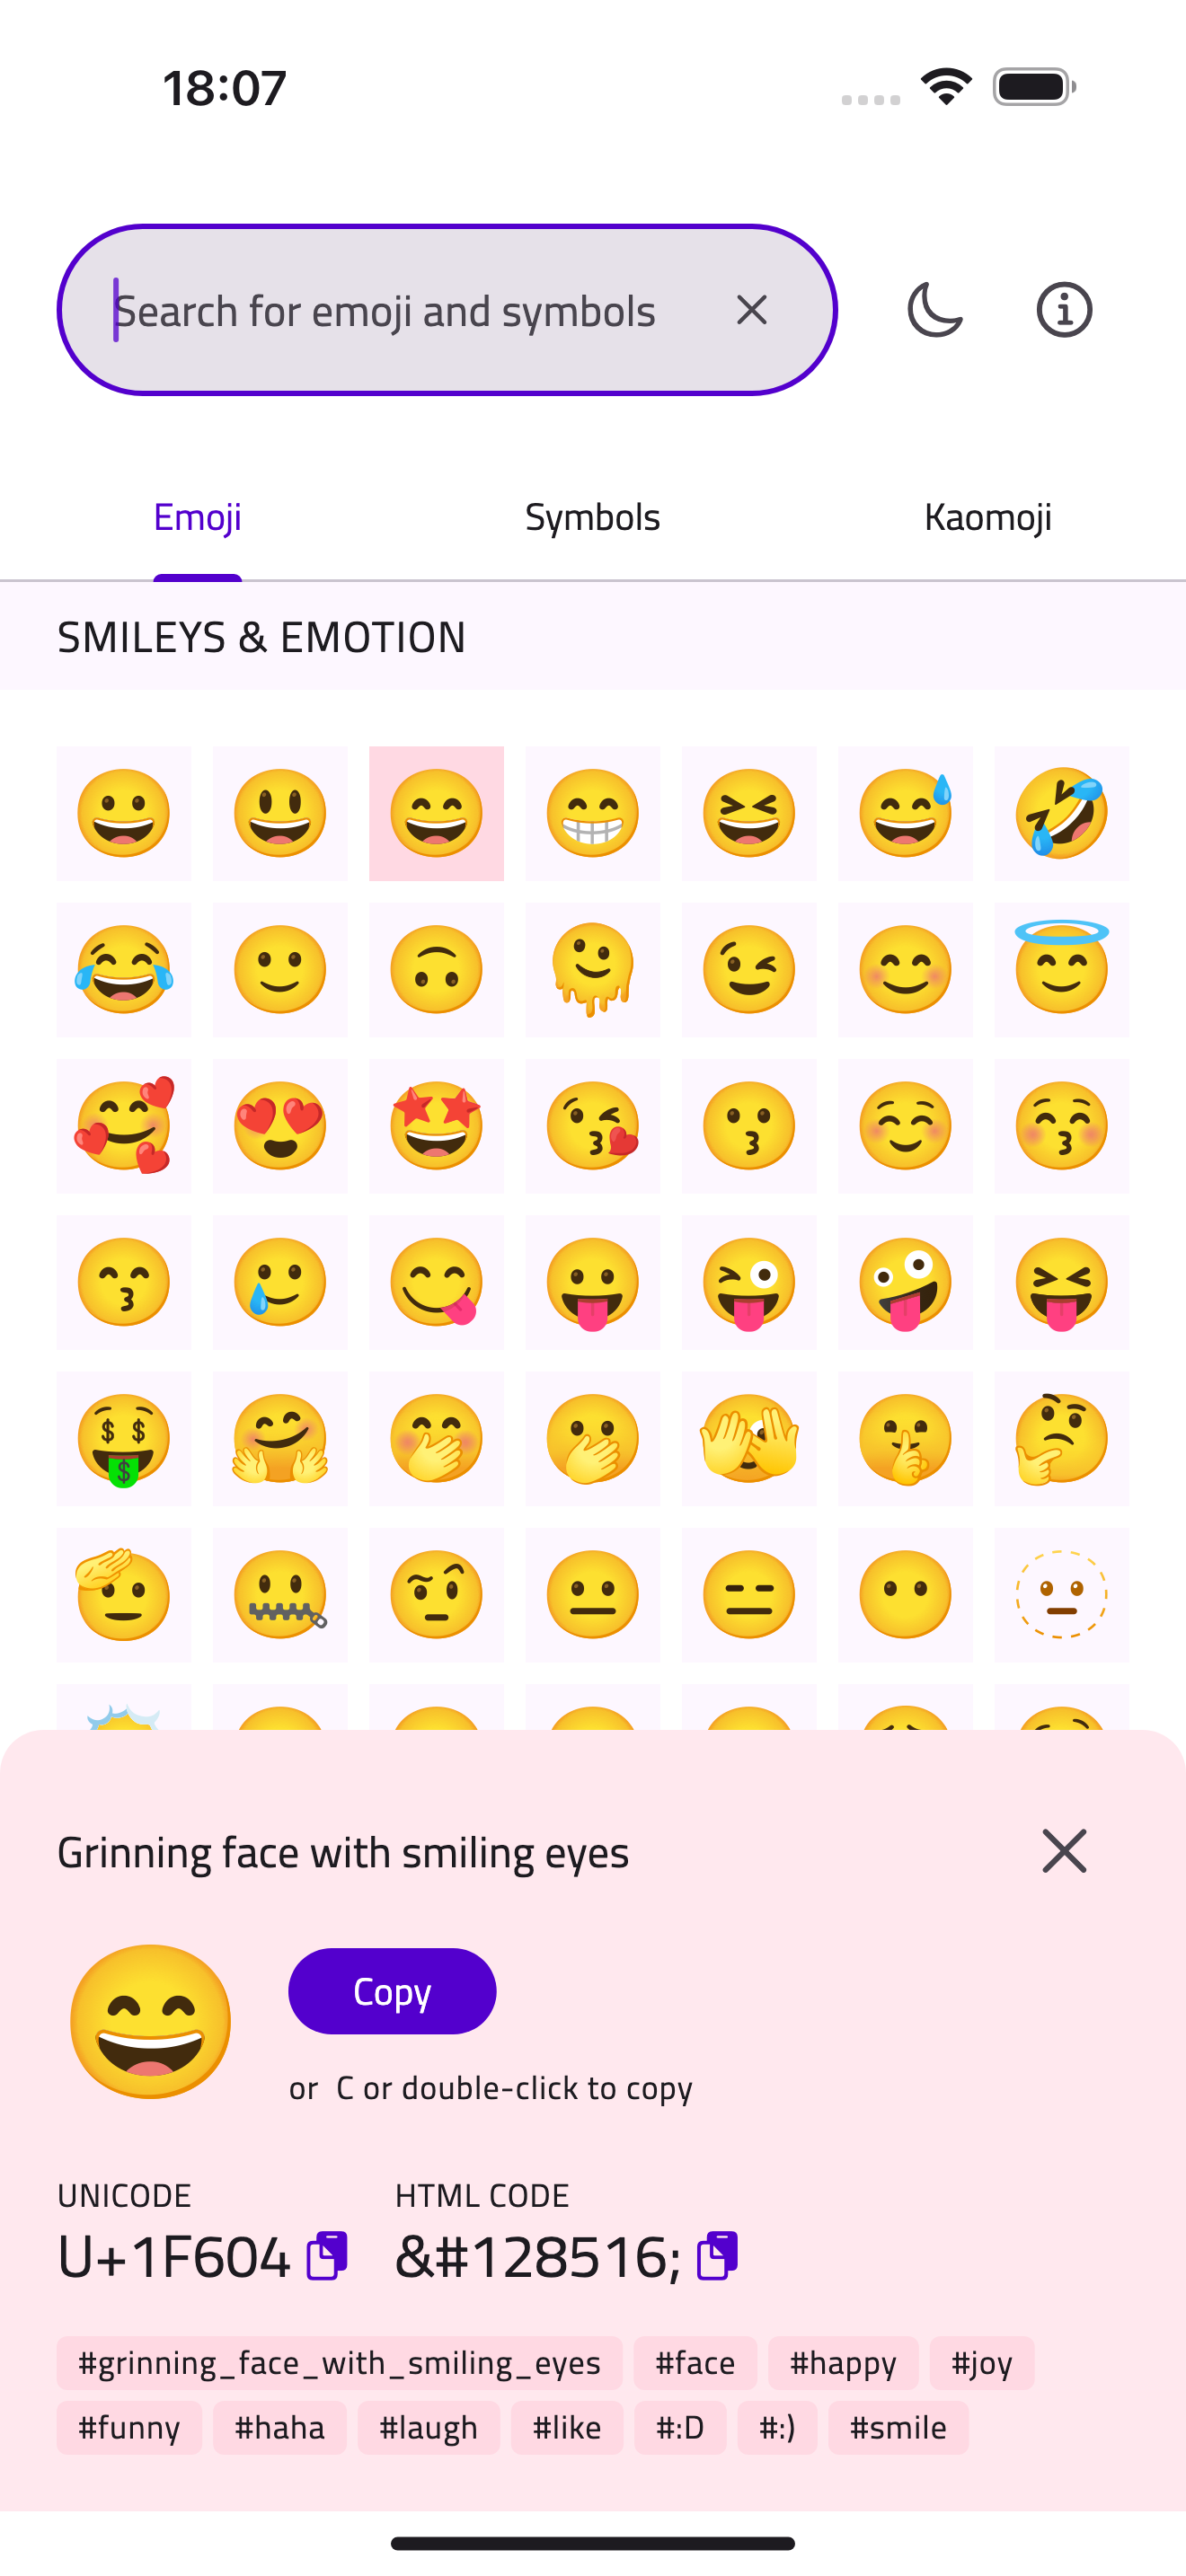 18:07
Search for emoji and symbols
Emoji Symbols Kaomoji
SMILEYS & EMOTION
Grinning face with smiling eyes
Copy
or C or double-click to copy
UNICODE HTML CODE
U+1F604 &#128516;
#grinning_face_with_smiling_eyes #face #happy #joy
#funny #haha #laugh #like #:D #:) #smile